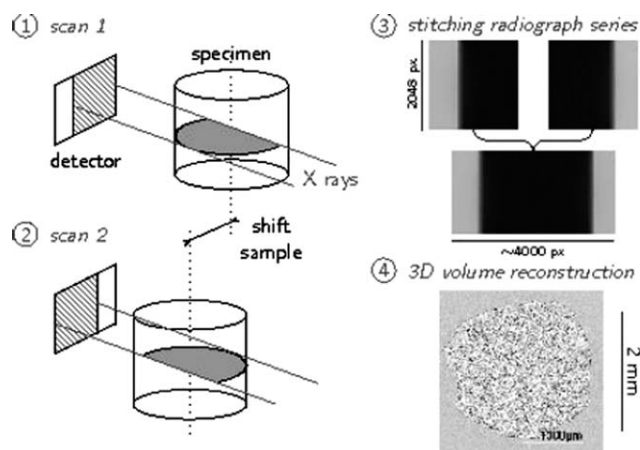 1 scan 1
specimen
detector
X rays
shift
sample
2 scan 2
3 stitching radiograph series
2048 px
~4000 px
4 3D volume reconstruction
2 mm